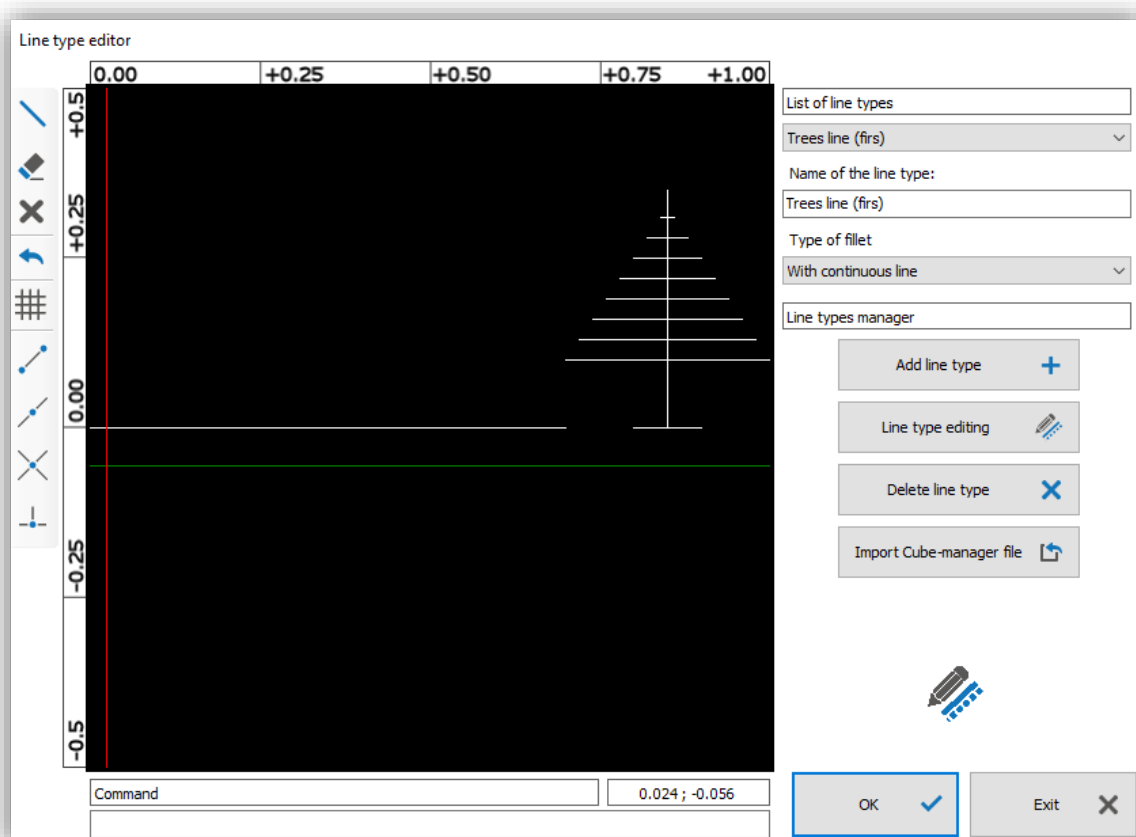 Line type editor
0.00 +0.25 +0.50 +0.75 +1.00
+0.5
+0.25
0.00
-0.25
-0.5
List of line types
Trees line (firs)
Name of the line type:
Trees line (firs)
Type of fillet
With continuous line
Line types manager
Add line type
Line type editing
Delete line type
Import Cube-manager file
Command
0.024 ; -0.056
OK
Exit